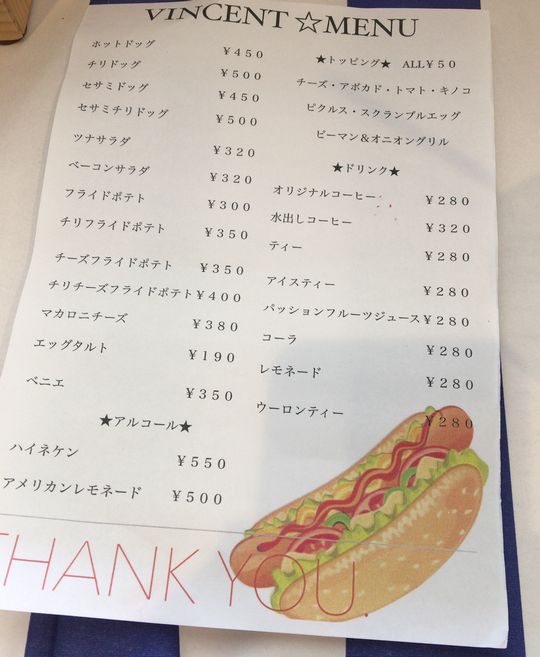 VINCENT ☆MENU
ホットドッグ ￥４５０
チリドッグ ￥５００
セサミドッグ ￥４５０
セサミチリドッグ ￥５００
ツナサラダ ￥３２０
ベーコンサラダ ￥３２０
フライドポテト ￥３００
チリフライドポテト ￥３５０
チーズフライドポテト ￥３５０
チリチーズフライドポテト￥４００
マカロニチーズ ￥３８０
エッグタルト ￥１９０
ベニエ ￥３５０
★アルコール★
ハイネケン ￥５５０
アメリカンレモネード ￥５００
★トッピング★ ALL￥５０
チーズ・アボカド・トマト・キノコ
ピクルス・スクランブルエッグ
ピーマン＆オニオングリル
★ドリンク★
オリジナルコーヒー ￥２８０
水出しコーヒー ￥３２０
ティー ￥２８０
アイスティー ￥２８０
パッションフルーツジュース￥２８０
コーラ ￥２８０
レモネード ￥２８０
ウーロンティー ￥２８０
THANK YOU.